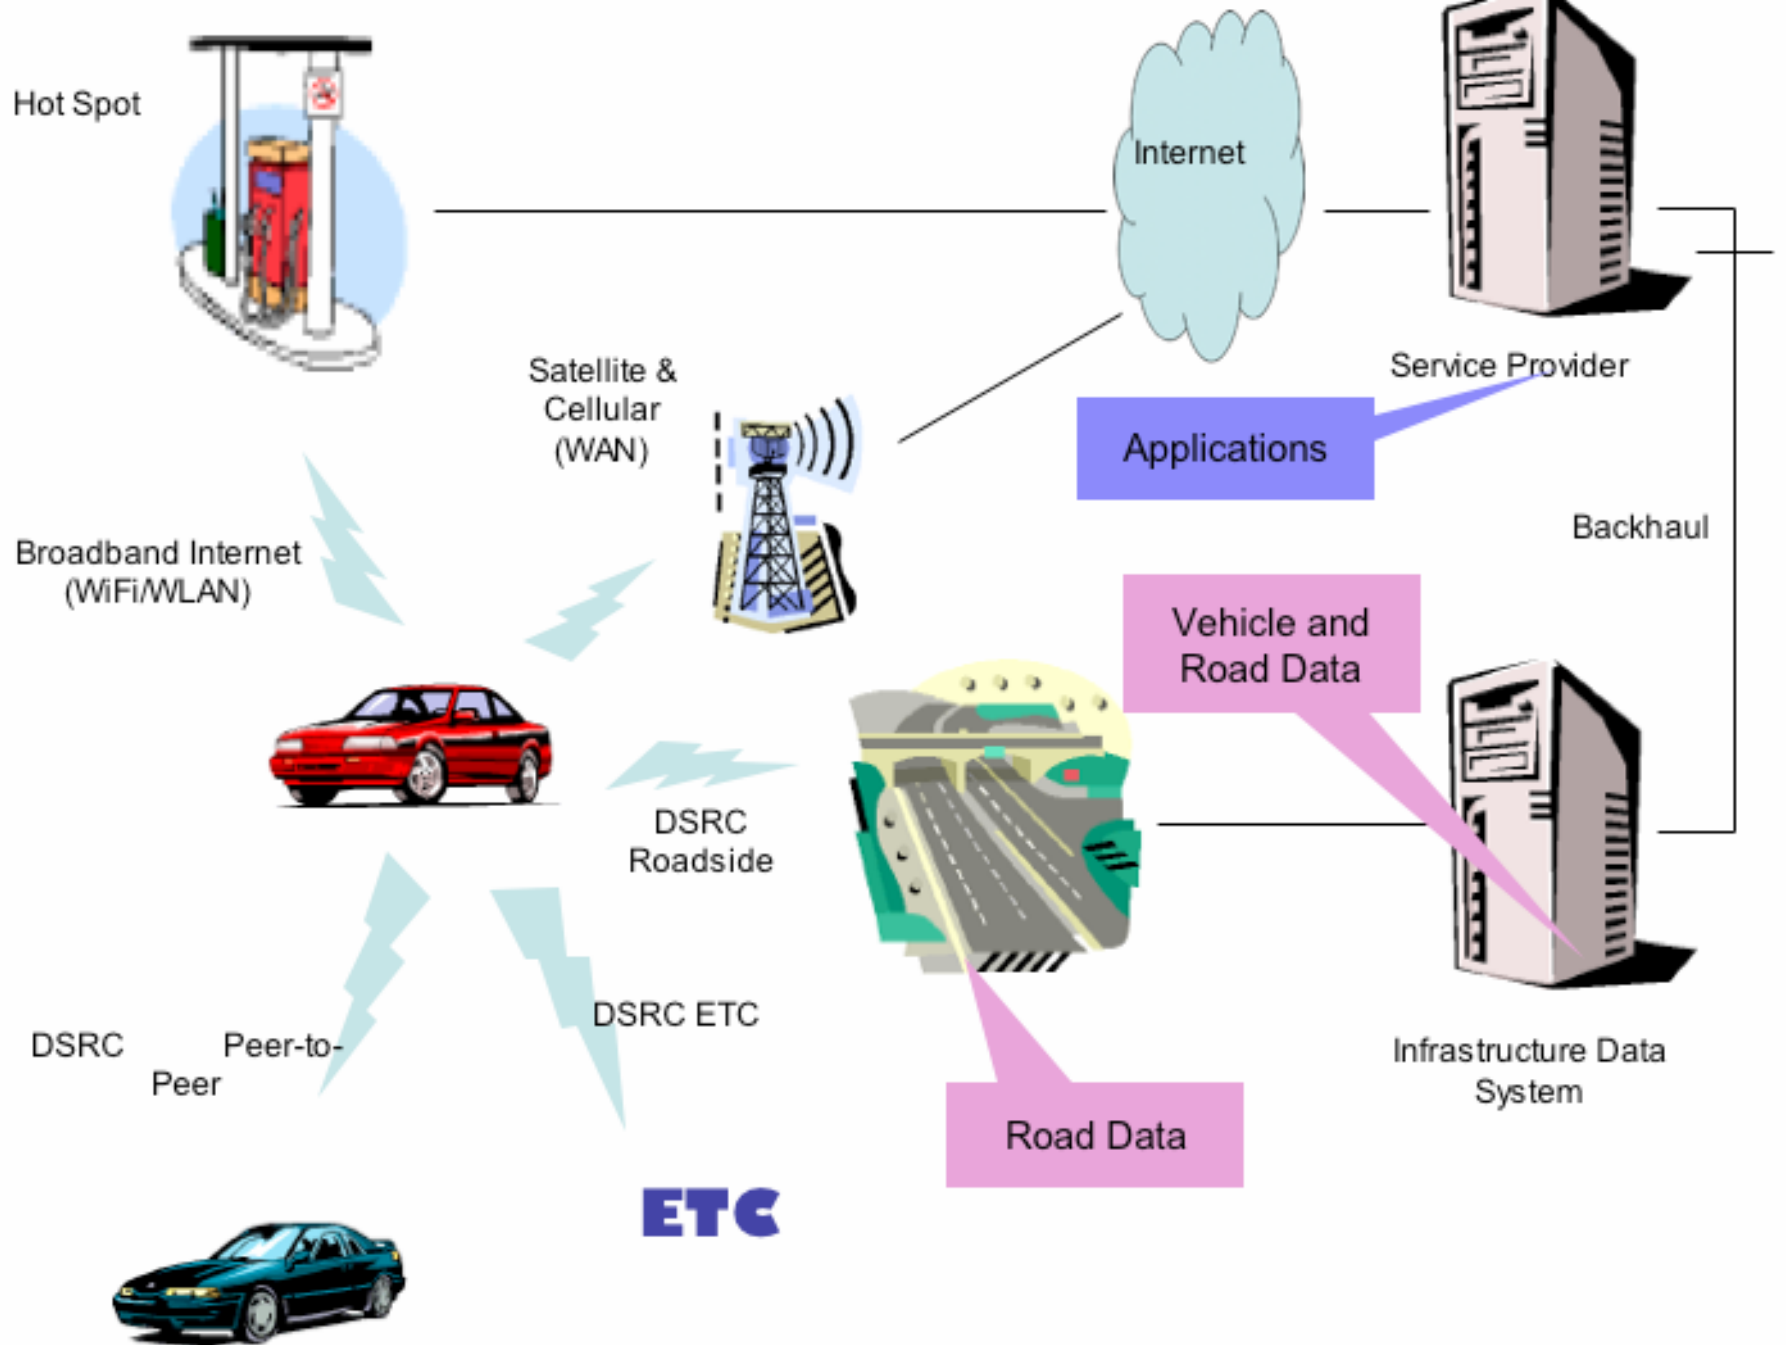 Hot Spot
Internet
Satellite &
Cellular
(WAN)
Service Provider
Applications
Backhaul
Broadband Internet
(WiFi/WLAN)
Vehicle and
Road Data
DSRC
Roadside
DSRC ETC
DSRC Peer-to-
Peer
Infrastructure Data
System
Road Data
ETC